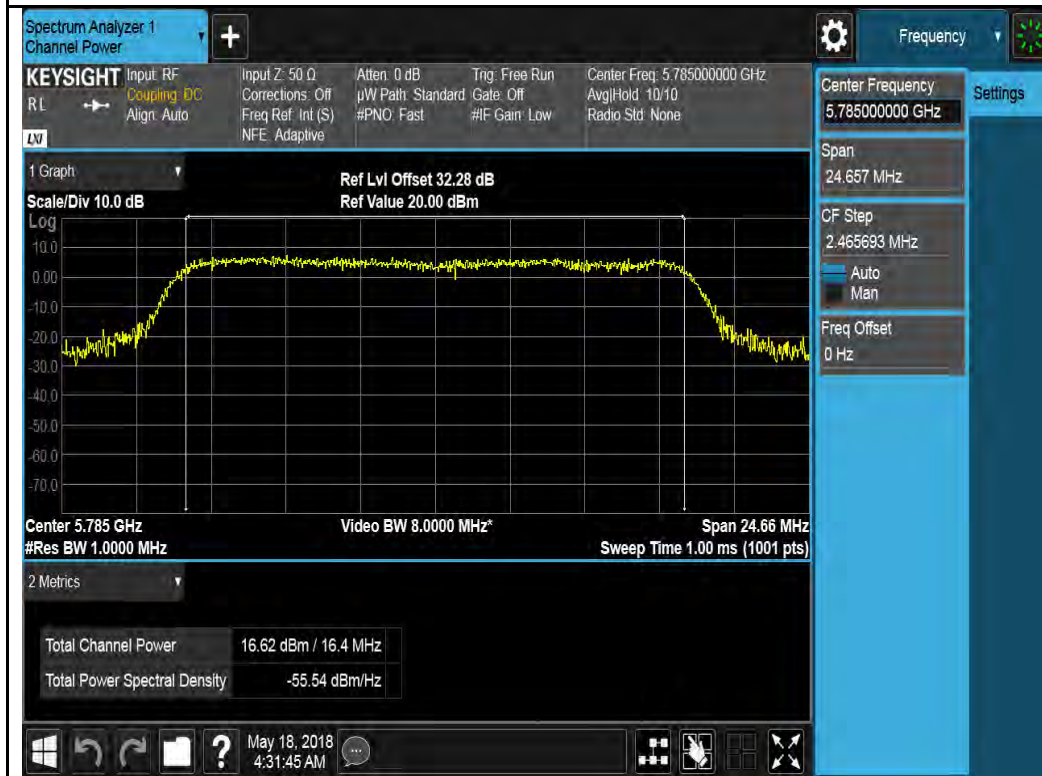 Spectrum Analyzer 1
Channel Power
+
Frequency
KEYSIGHT Input: RF Input Z: 50 Ω Atten: 0 dB Trig: Free Run Center Freq: 5.785000000 GHz
RL Coupling: DC Corrections: Off µW Path: Standard Gate: Off Avg|Hold: 10/10
Align: Auto Freq Ref: Int (S) #PNO: Fast #IF Gain: Low Radio Std: None
LXI NFE: Adaptive
Center Frequency
5.785000000 GHz
Settings
Span
24.657 MHz
CF Step
2.465693 MHz
Auto
Man
Freq Offset
0 Hz
1 Graph
Ref Lvl Offset 32.28 dB
Scale/Div 10.0 dB Ref Value 20.00 dBm
Log
10.0
0.00
-10.0
-20.0
-30.0
-40.0
-50.0
-60.0
-70.0
Center 5.785 GHz Video BW 8.0000 MHz* Span 24.66 MHz
#Res BW 1.0000 MHz Sweep Time 1.00 ms (1001 pts)
2 Metrics
Total Channel Power 16.62 dBm / 16.4 MHz
Total Power Spectral Density -55.54 dBm/Hz
? May 18, 2018
4:31:45 AM